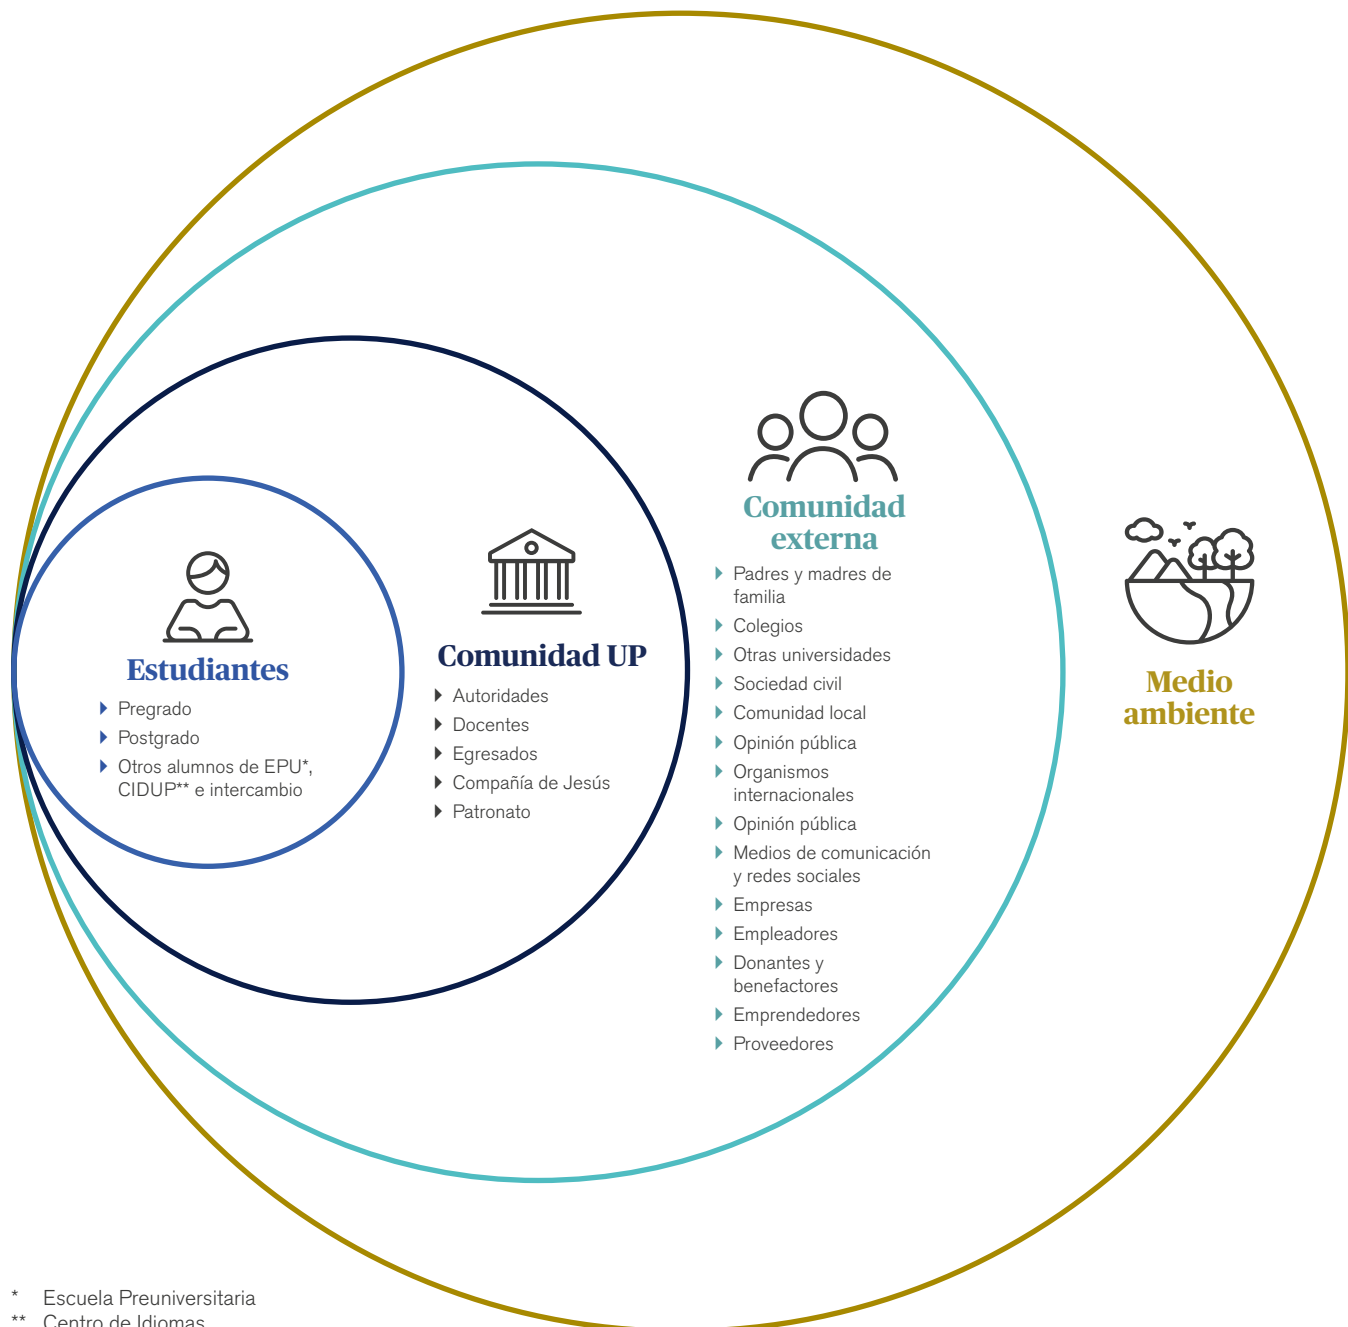 Estudiantes
Pregrado
Postgrado
Otros alumnos de EPU*,
CIDUP** e intercambio
Comunidad UP
Autoridades
Docentes
Egresados
Compañía de Jesús
Patronato
Comunidad
externa
Padres y madres de
familia
Colegios
Otras universidades
Sociedad civil
Comunidad local
Opinión pública
Organismos
internacionales
Opinión pública
Medios de comunicación
y redes sociales
Empresas
Empleadores
Donantes y
benefactores
Emprendedores
Proveedores
Medio
ambiente
* Escuela Preuniversitaria
** Centro de Idiomas